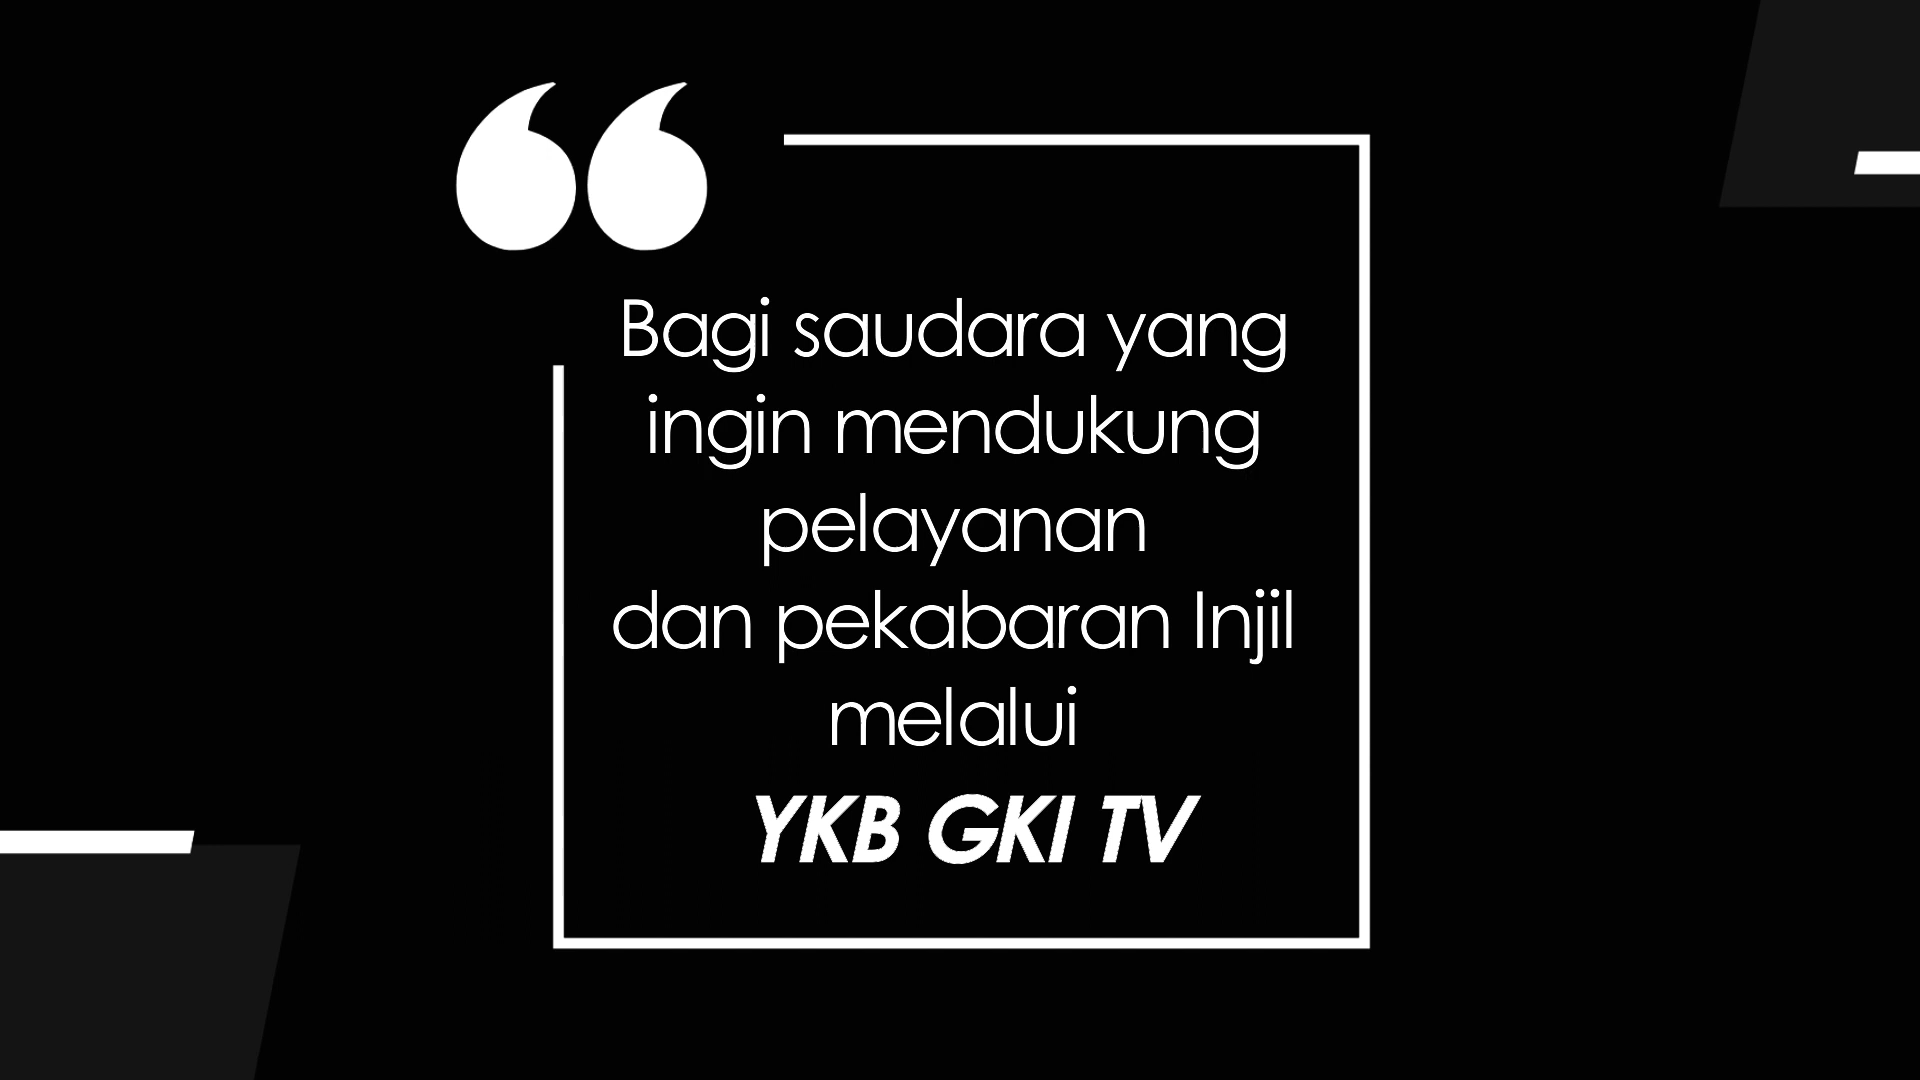 Bagi saudara yang
ingin mendukung
pelayanan
dan pekabaran Injil
melalui
YKB GKI TV